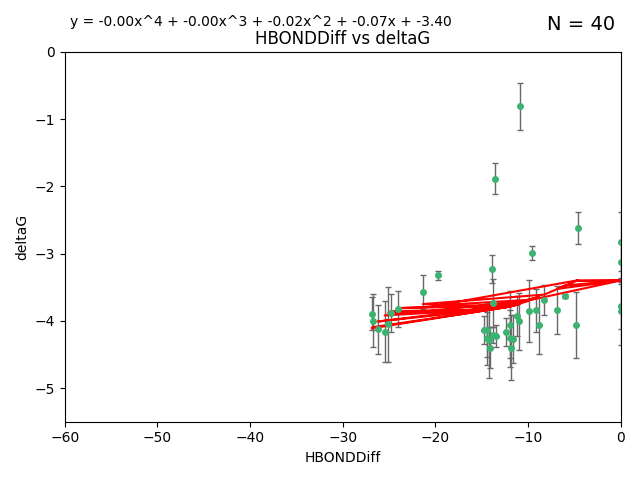 y = -0.00x^4 + -0.00x^3 + -0.02x^2 + -0.07x + -3.40
N = 40
HBONDDiff vs deltaG
0
−1
−2
−3
−4
−5
deltaG
−60 −50 −40 −30 −20 −10 0
HBONDDiff